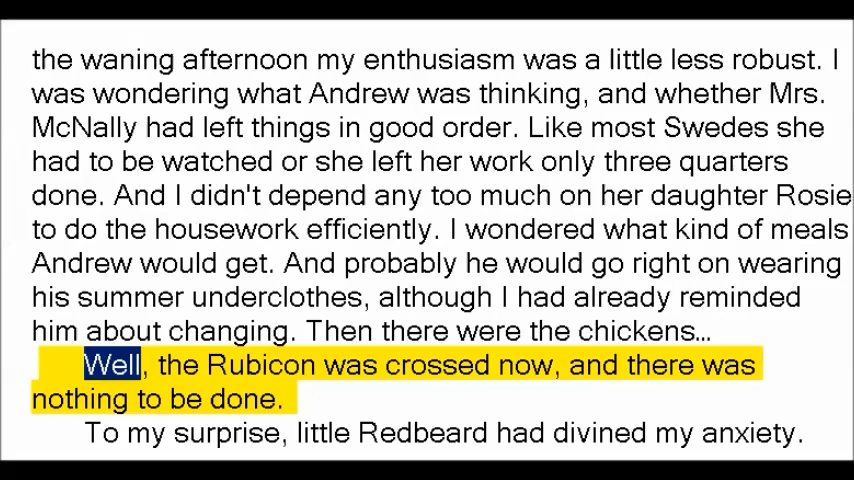 the waning afternoon my enthusiasm was a little less robust. I
was wondering what Andrew was thinking, and whether Mrs.
McNally had left things in good order. Like most Swedes she
had to be watched or she left her work only three quarters
done. And I didn't depend any too much on her daughter Rosie
to do the housework efficiently. I wondered what kind of meals
Andrew would get. And probably he would go right on wearing
his summer underclothes, although I had already reminded
him about changing. Then there were the chickens...
Well, the Rubicon was crossed now, and there was
nothing to be done.
To my surprise, little Redbeard had divined my anxiety.